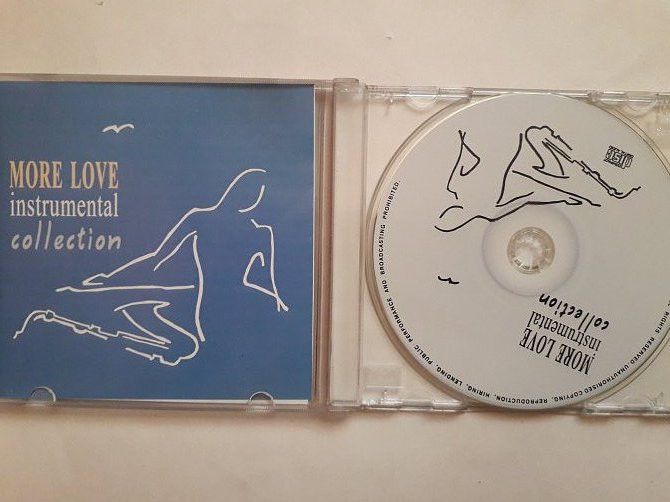 MORE LOVE
instrumental
collection
DISC
MORE LOVE
instrumental
collection
RIGHTS RESERVED. UNAUTHORISED COPYING, REPRODUCTION, HIRING, LENDING, PUBLIC PERFORMANCE AND BROADCASTING PROHIBITED.